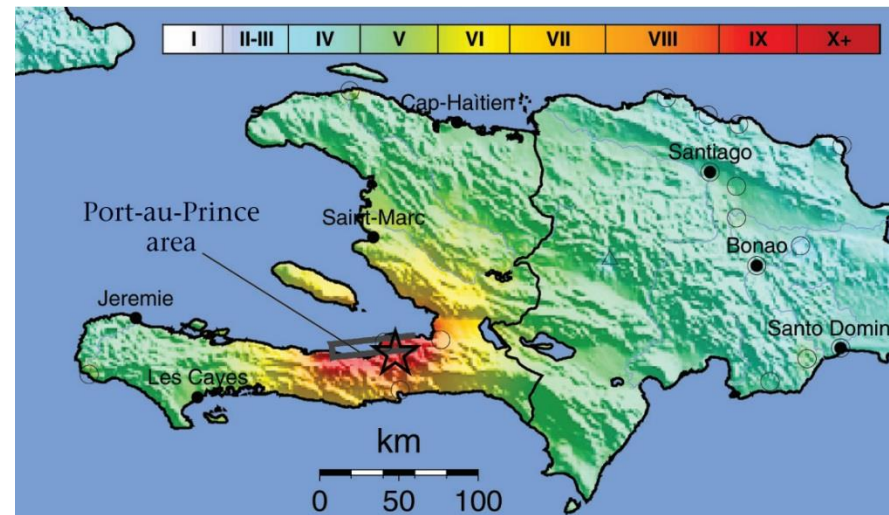 I II-III IV V VI VII VIII IX X+
Cap-Haïtien
Santiago
Port-au-Prince
area
Saint-Marc
Bonao
Jeremie
Santo Domin
Les Cayes
km
0 50 100